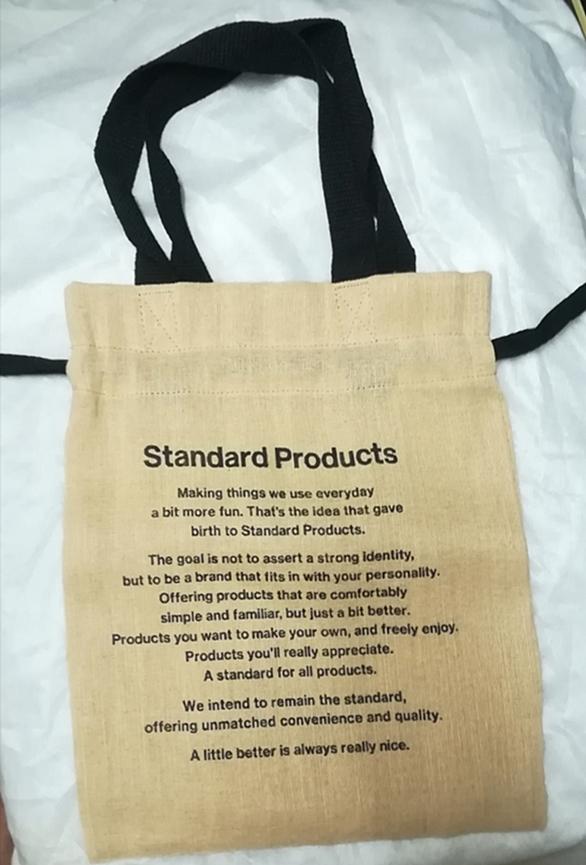 Standard Products
Making things we use everyday
a bit more fun. That's the idea that gave
birth to Standard Products.
The goal is not to assert a strong identity,
but to be a brand that fits in with your personality.
Offering products that are comfortably
simple and familiar, but just a bit better.
Products you want to make your own, and freely enjoy.
Products you'll really appreciate.
A standard for all products.
We intend to remain the standard,
offering unmatched convenience and quality.
A little better is always really nice.